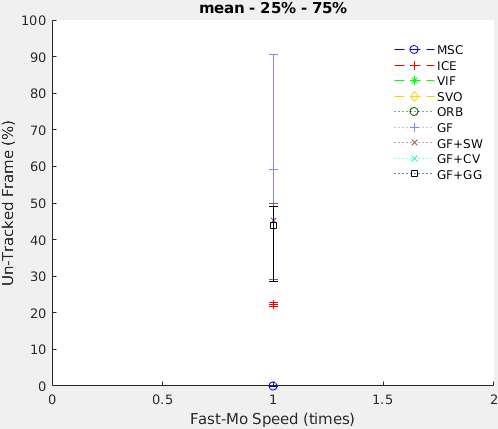 mean - 25% - 75%
100
90
80
70
60
50
40
30
20
10
0
Un-Tracked Frame (%)
MSC
ICE
VIF
SVO
ORB
GF
GF+SW
GF+CV
GF+GG
0 0.5 1 1.5 2
Fast-Mo Speed (times)